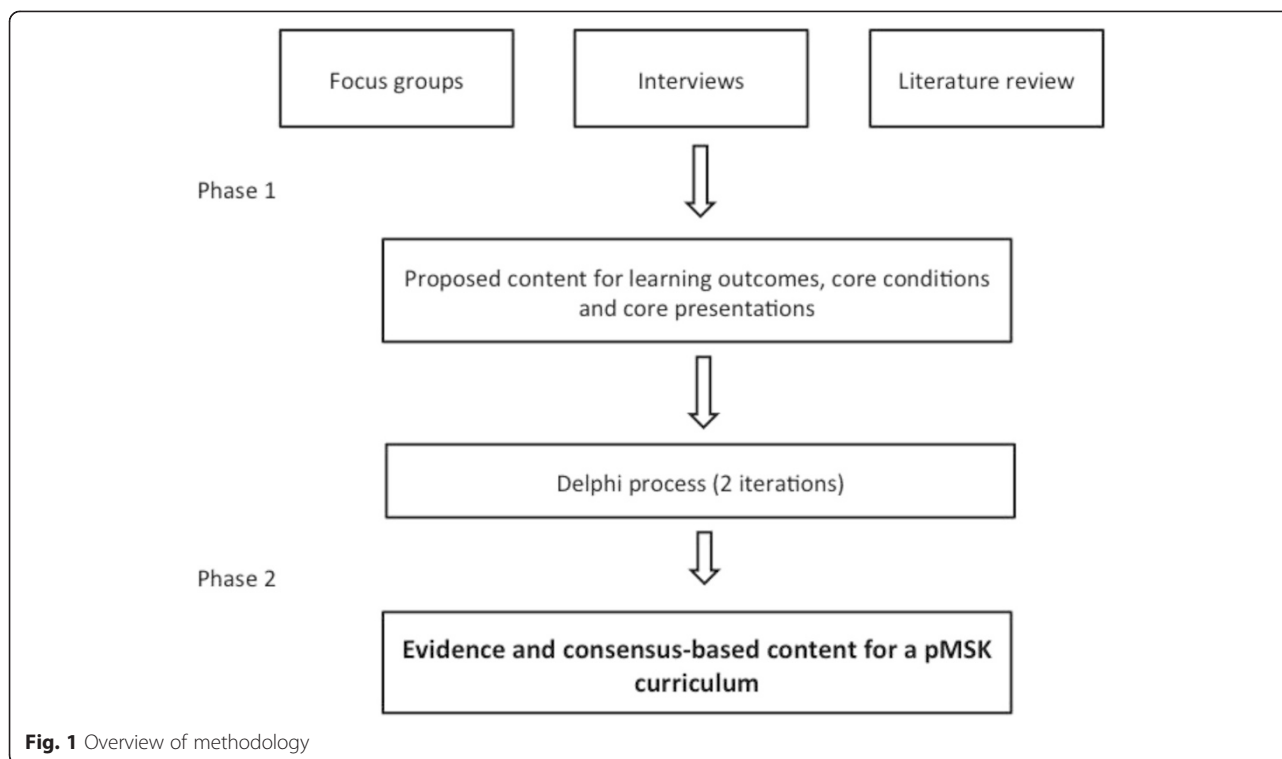 Focus groups
Interviews
Literature review
Phase 1
Proposed content for learning outcomes, core conditions
and core presentations
Delphi process (2 iterations)
Phase 2
Evidence and consensus-based content for a pMSK
curriculum
Fig. 1 Overview of methodology